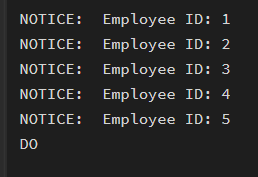 NOTICE:  Employee ID: 1
NOTICE:  Employee ID: 2
NOTICE:  Employee ID: 3
NOTICE:  Employee ID: 4
NOTICE:  Employee ID: 5
DO